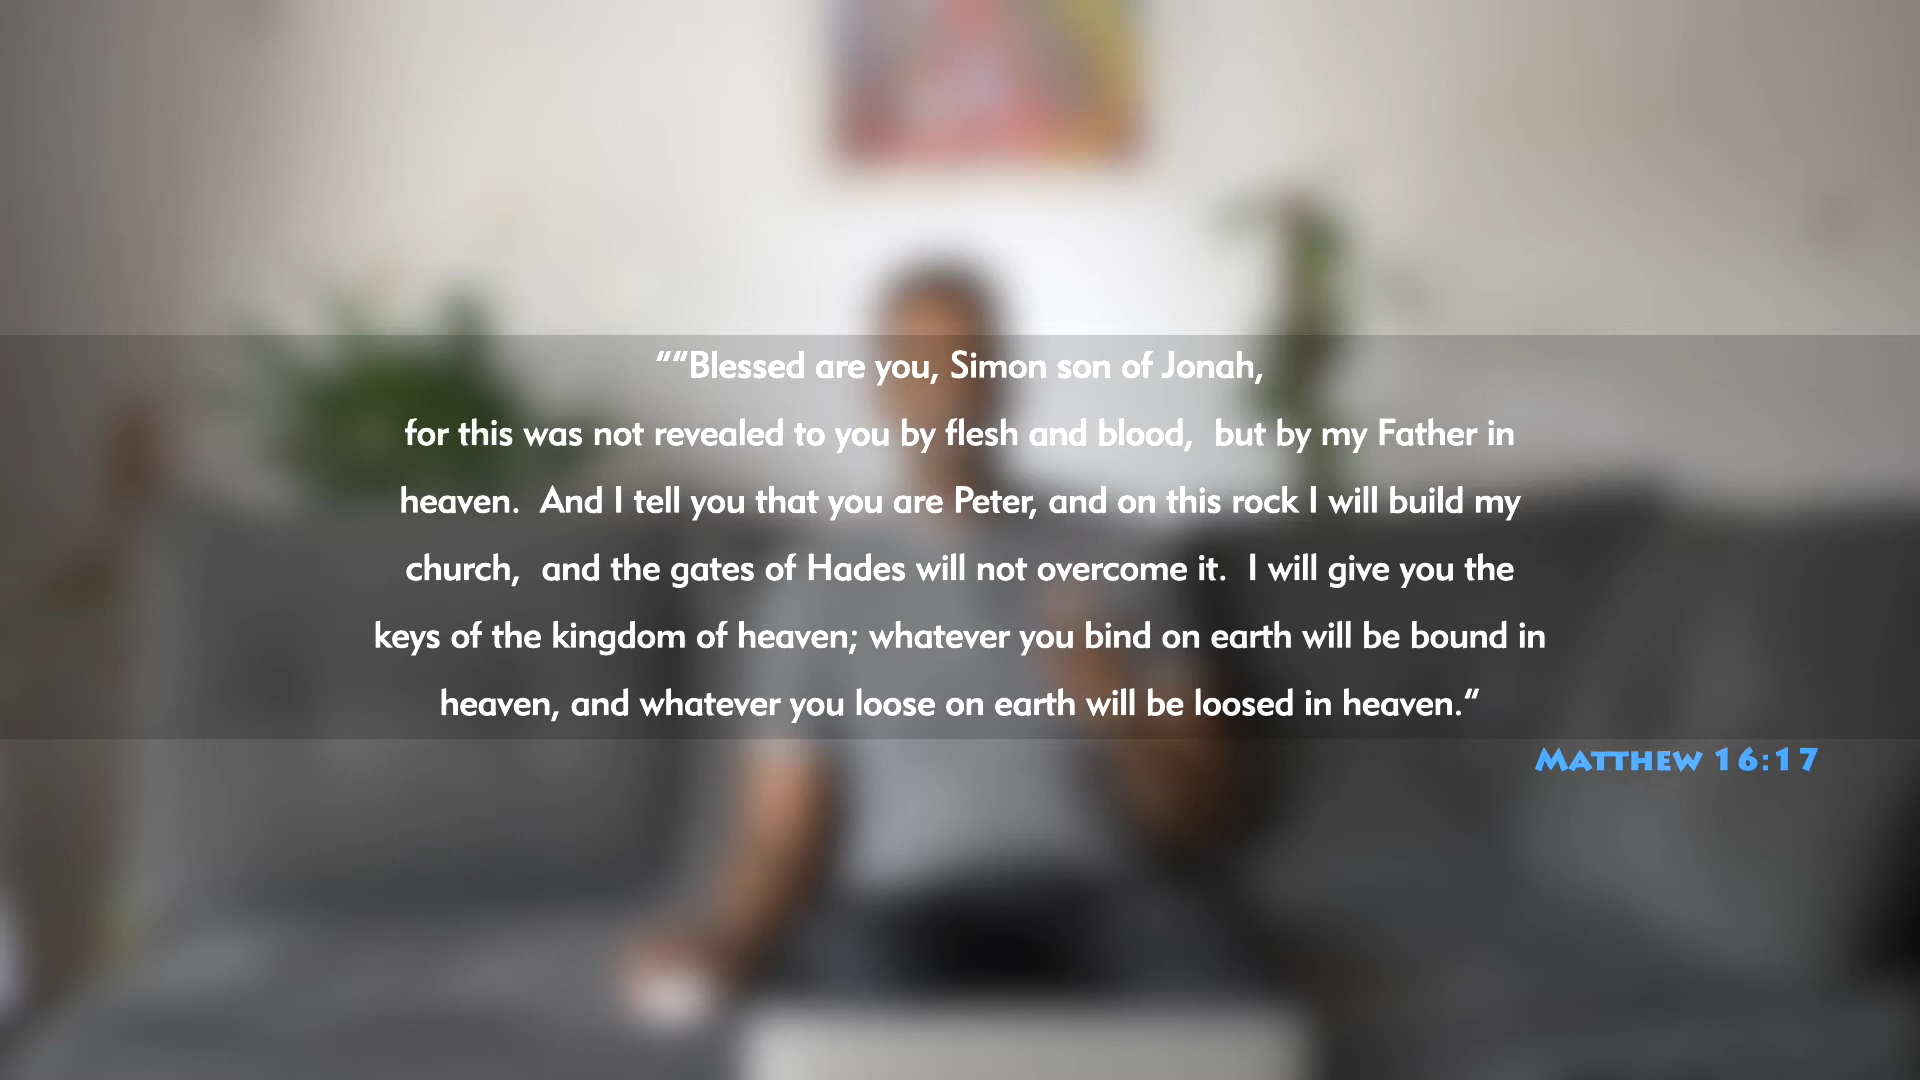 ““Blessed are you, Simon son of Jonah,
for this was not revealed to you by flesh and blood,  but by my Father in
heaven.  And I tell you that you are Peter, and on this rock I will build my
church,  and the gates of Hades will not overcome it.  I will give you the
keys of the kingdom of heaven; whatever you bind on earth will be bound in
heaven, and whatever you loose on earth will be loosed in heaven.“
Matthew 16:17